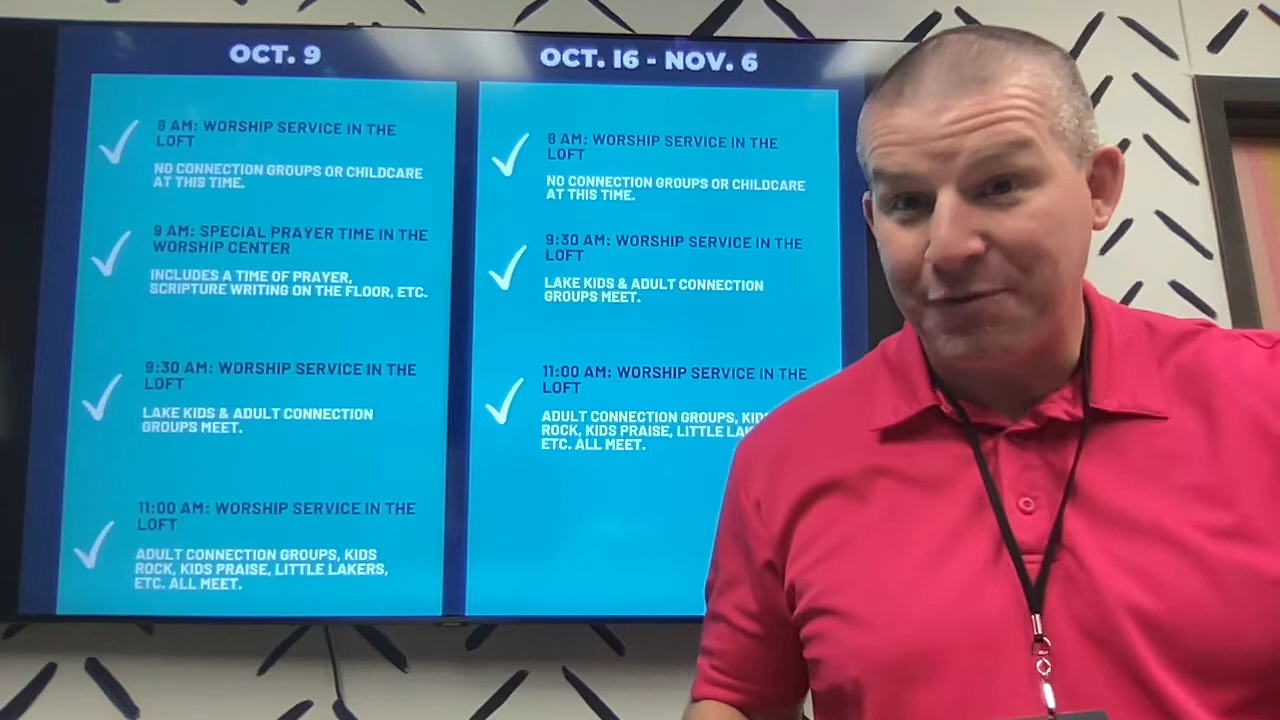 OCT. 9
8 AM: WORSHIP SERVICE IN THE
LOFT
NO CONNECTION GROUPS OR CHILDCARE
AT THIS TIME.
9 AM: SPECIAL PRAYER TIME IN THE
WORSHIP CENTER
INCLUDES A TIME OF PRAYER,
SCRIPTURE WRITING ON THE FLOOR, ETC.
9:30 AM: WORSHIP SERVICE IN THE
LOFT
LAKE KIDS & ADULT CONNECTION
GROUPS MEET.
11:00 AM: WORSHIP SERVICE IN THE
LOFT
ADULT CONNECTION GROUPS, KIDS
ROCK, KIDS PRAISE, LITTLE LAKERS,
ETC. ALL MEET.
OCT. 16 - NOV. 6
8 AM: WORSHIP SERVICE IN THE
LOFT
NO CONNECTION GROUPS OR CHILDCARE
AT THIS TIME.
9:30 AM: WORSHIP SERVICE IN THE
LOFT
LAKE KIDS & ADULT CONNECTION
GROUPS MEET.
11:00 AM: WORSHIP SERVICE IN THE
LOFT
ADULT CONNECTION GROUPS,
ROCK, KIDS PRAISE, LITTLE
ETC. ALL MEET.